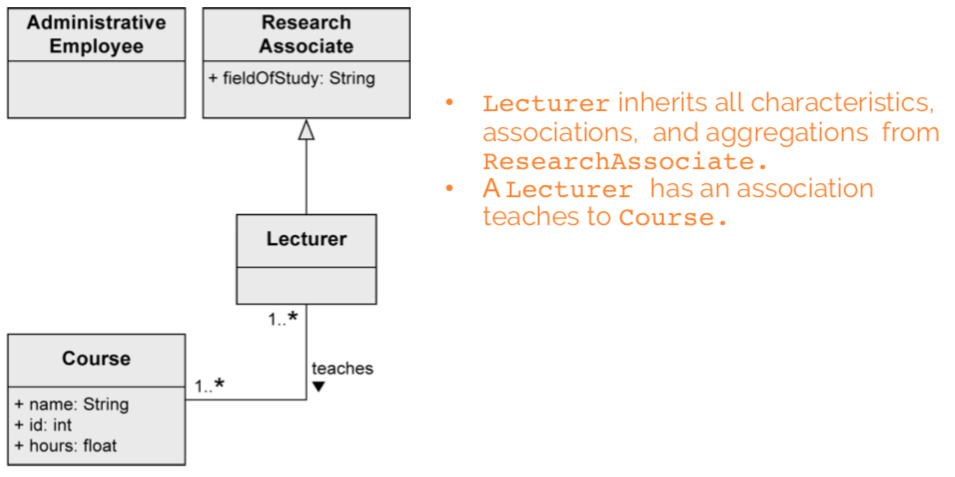 Administrative
Employee
Research
Associate
+ fieldOfStudy: String
Lecturer
1..*
teaches
1..*
Course
+ name: String
+ id: int
+ hours: float
• Lecturer inherits all characteristics,
associations, and aggregations from
ResearchAssociate.
• A Lecturer has an association
teaches to Course.